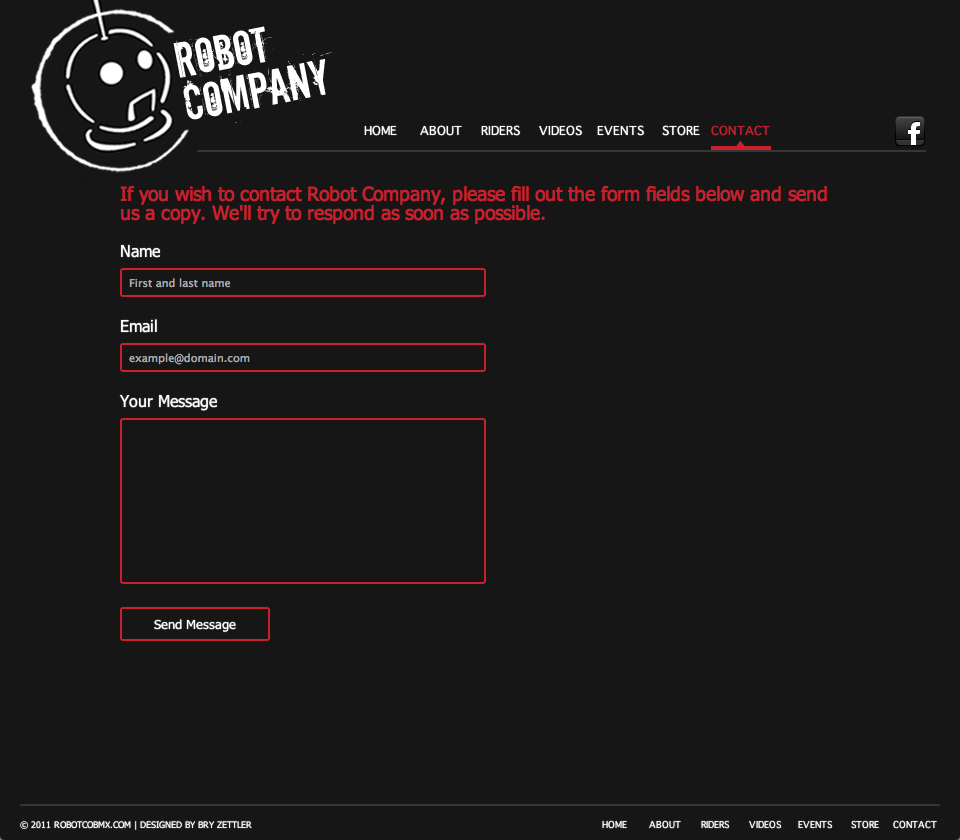 ROBOT
COMPANY
HOME ABOUT RIDERS VIDEOS EVENTS STORE CONTACT f
If you wish to contact Robot Company, please fill out the form fields below and send
us a copy. We'll try to respond as soon as possible.
Name
First and last name
Email
example@domain.com
Your Message
Send Message
© 2011 ROBOTCOBMX.COM | DESIGNED BY BRY ZETTLER HOME ABOUT RIDERS VIDEOS EVENTS STORE CONTACT